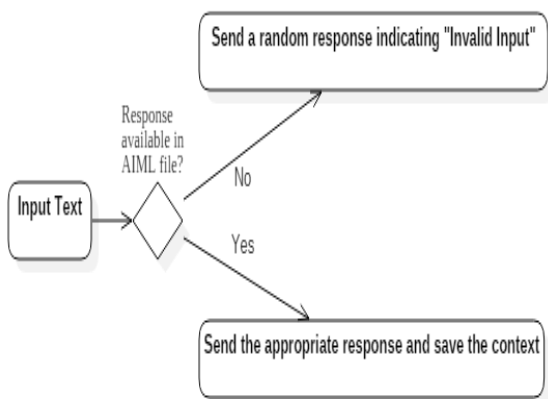 Send a random response indicating "Invalid Input"
Response
available in
AIML file?
No
Input Text
Yes
Send the appropriate response and save the context